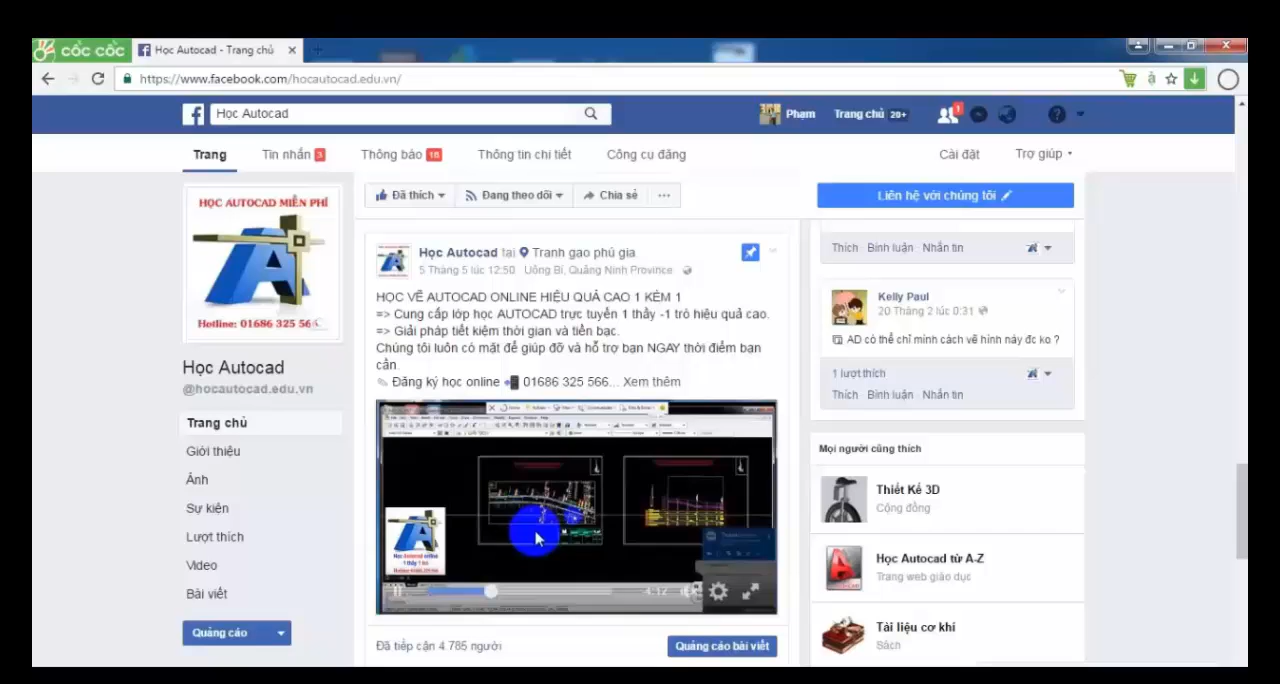 cốc cốc
Học Autocad - Trang chủ
https://www.facebook.com/hocautocad.edu.vn/
Học Autocad
Phạm
Trang chủ 20+
1
Trang
Tin nhắn 3
Thông báo 18
Thông tin chi tiết
Công cụ đăng
Cài đặt
Trợ giúp
HỌC AUTOCAD MIỄN PHÍ
Hotline: 01686 325 56
Học Autocad
@hocautocad.edu.vn
Trang chủ
Giới thiệu
Ảnh
Sự kiện
Lượt thích
Video
Bài viết
Quảng cáo
Đã thích
Đang theo dõi
Chia sẻ
Liên hệ với chúng tôi
Học Autocad tại Tranh gao phú gia
5 Tháng 5 lúc 12:50 Uông Bí, Quảng Ninh Province
HỌC VẼ AUTOCAD ONLINE HIỆU QUẢ CAO 1 KÈM 1
=> Cung cấp lớp học AUTOCAD trực tuyến 1 thầy -1 trò hiệu quả cao.
=> Giải pháp tiết kiệm thời gian và tiền bạc.
Chúng tôi luôn có mặt để giúp đỡ và hỗ trợ bạn NGAY thời điểm bạn
cần.
Đăng ký học online 01686 325 566... Xem thêm
4:12
Đã tiếp cận 4.785 người
Quảng cáo bài viết
Thích Bình luận Nhắn tin
Kelly Paul
20 Tháng 2 lúc 0:31
AD có thể chỉ mình cách vẽ hình này đc ko ?
1 lượt thích
Thích Bình luận Nhắn tin
Mọi người cũng thích
Thiết Kế 3D
Cộng đồng
Học Autocad từ A-Z
Trang web giáo dục
Tài liệu cơ khí
Sách